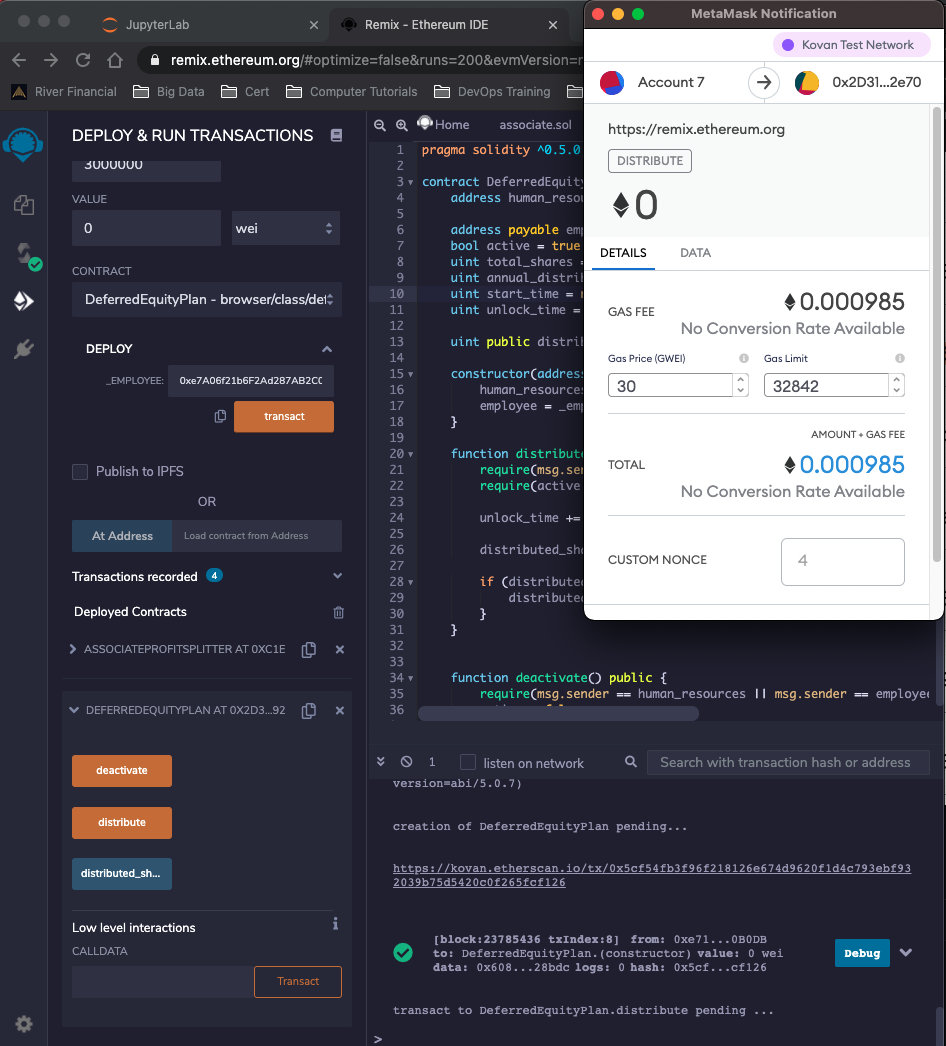 JupyterLab
Remix - Ethereum IDE
remix.ethereum.org/#optimize=false&runs=200&evmVersion=
River Financial
Big Data
Cert
Computer Tutorials
DevOps Training
DEPLOY & RUN TRANSACTIONS
3000000
VALUE
0
wei
CONTRACT
DeferredEquityPlan - browser/class/def
DEPLOY
_EMPLOYEE:
0xe7A06f21b6F2Ad287AB2C
transact
Publish to IPFS
OR
At Address
Load contract from Address
Transactions recorded 4
Deployed Contracts
ASSOCIATEPROFITSPLITTER AT 0XC1E
DEFERREDEQUITYPLAN AT 0X2D3...92
deactivate
distribute
distributed_sh...
Low level interactions
CALLDATA
Transact
Home
associate.sol
1 pragma solidity ^0.5.0
2
3 contract DeferredEquity
4 address human_resou
5
6 address payable emp
7 bool active = true
8 uint total_shares =
9 uint annual_distrib
10 uint start_time =
11 uint unlock_time =
12
13 uint public distrib
14
15 constructor(address
16 human_resources
17 employee = _emp
18 }
19
20 function distribute
21 require(msg.sen
22 require(active
23
24 unlock_time +=
25
26 distributed_sha
27
28 if (distributed
29 distributed
30 }
31 }
32
33
34 function deactivate() public {
35 require(msg.sender == human_resources || msg.sender == employee
36
1
listen on network
Search with transaction hash or address
version=abi/5.0.7)
creation of DeferredEquityPlan pending...
https://kovan.etherscan.io/tx/0x5cf54fb3f96f218126e674d9620f1d4c793ebf93
2039b75d5420c0f265fcf126
[block:23785436 txIndex:8] from: 0xe71...0B0DB
to: DeferredEquityPlan.(constructor) value: 0 wei
data: 0x608...28bdc logs: 0 hash: 0x5cf...cf126
Debug
transact to DeferredEquityPlan.distribute pending ...
>
MetaMask Notification
Kovan Test Network
Account 7
0x2D31...2e70
https://remix.ethereum.org
DISTRIBUTE
0
DETAILS
DATA
GAS FEE
0.000985
No Conversion Rate Available
Gas Price (GWEI)
Gas Limit
30
32842
AMOUNT + GAS FEE
TOTAL
0.000985
No Conversion Rate Available
CUSTOM NONCE
4